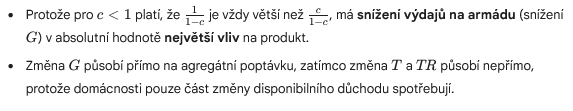 • Protože pro c < 1 platí, že 1/(1−c) je vždy větší než c/(1−c), má snížení výdajů na armádu (snížení
G) v absolutní hodnotě největší vliv na produkt.
• Změna G působí přímo na agregátní poptávku, zatímco změna T a TR působí nepřímo,
protože domácnosti pouze část změny disponibilního důchodu spotřebují.